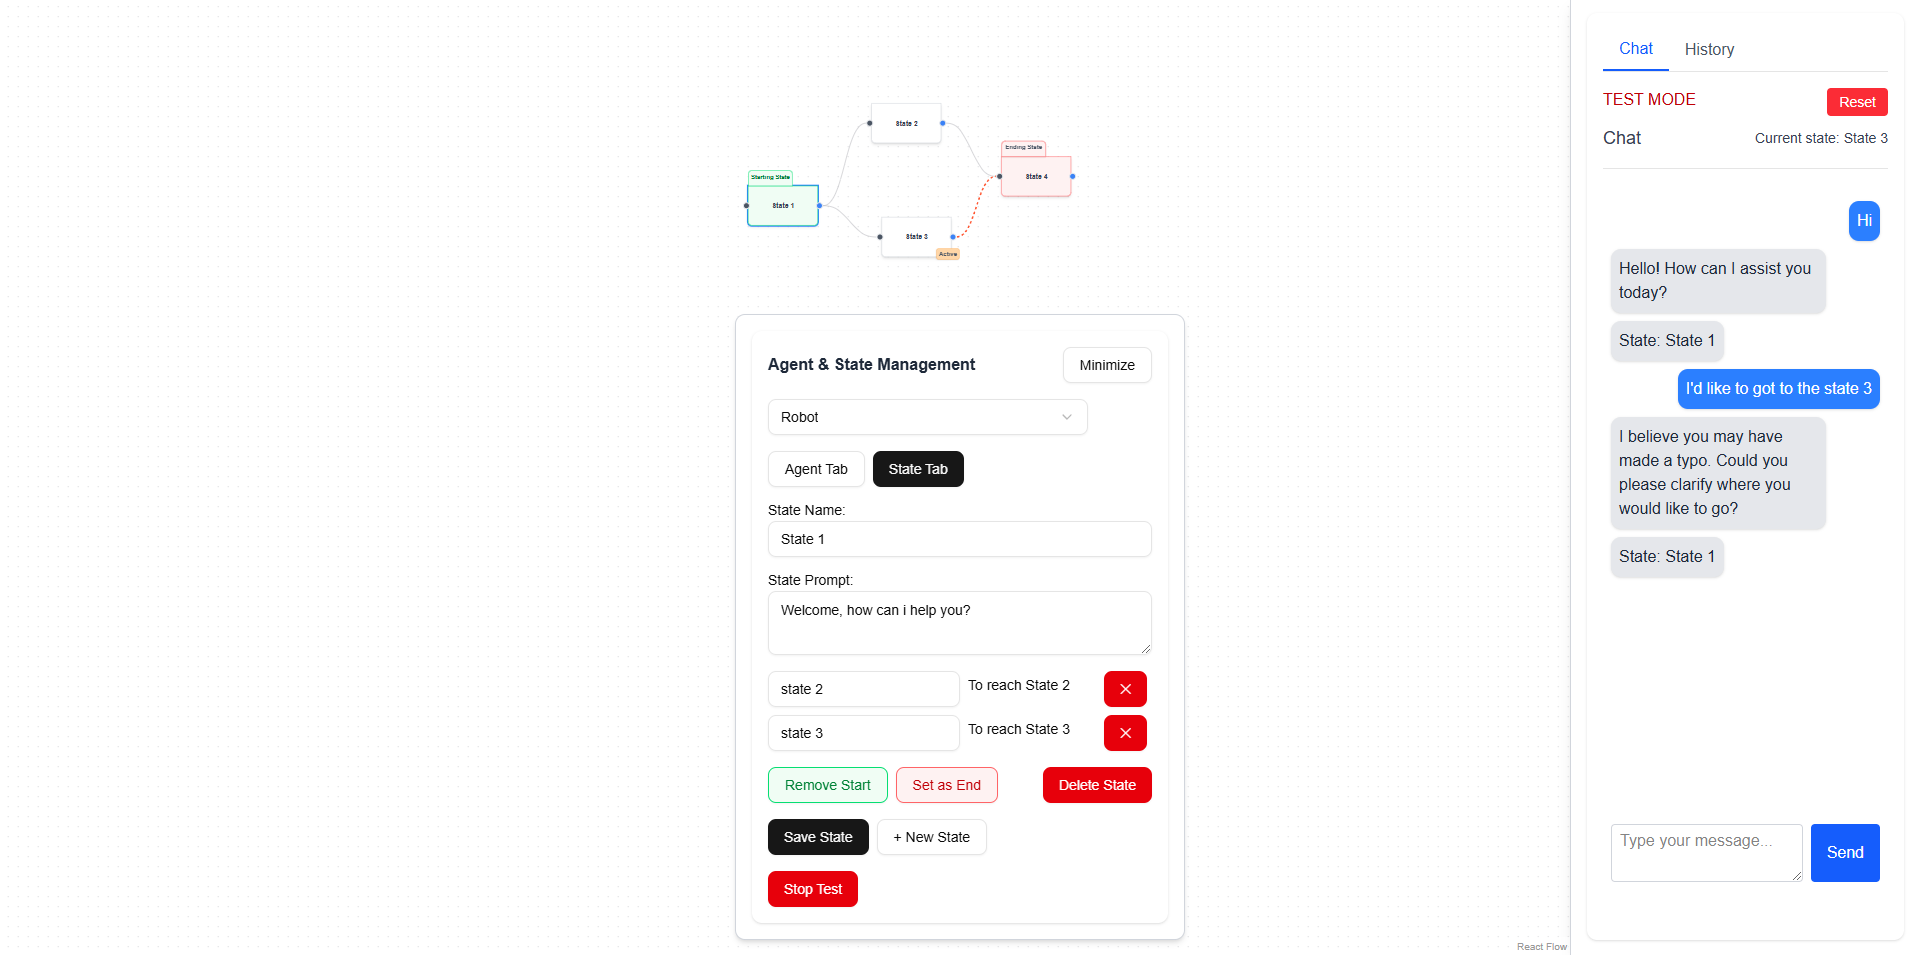 State 2
Ending State
State 4
Starting State
State 1
State 3
Active
Agent & State Management
Minimize
Robot
Agent Tab
State Tab
State Name:
State 1
State Prompt:
Welcome, how can i help you?
state 2
To reach State 2
state 3
To reach State 3
Remove Start
Set as End
Delete State
Save State
+ New State
Stop Test
React Flow
Chat
History
TEST MODE
Reset
Chat
Current state: State 3
Hi
Hello! How can I assist you
today?
State: State 1
I'd like to got to the state 3
I believe you may have
made a typo. Could you
please clarify where you
would like to go?
State: State 1
Type your message...
Send